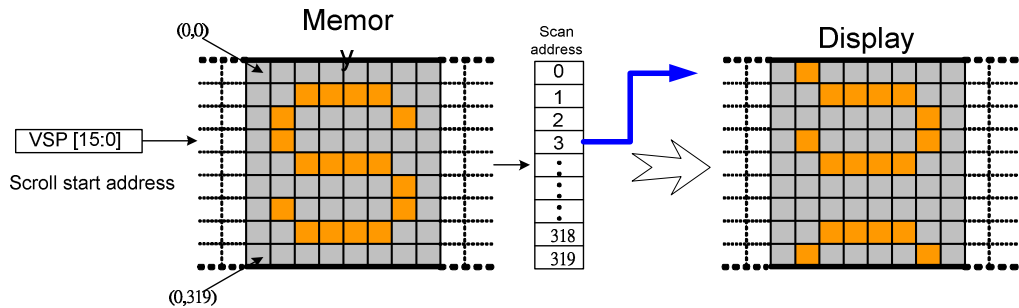 (0,0)
Memor
y
Scan
address
Display
0
1
2
3
318
319
VSP [15:0]
Scroll start address
(0,319)